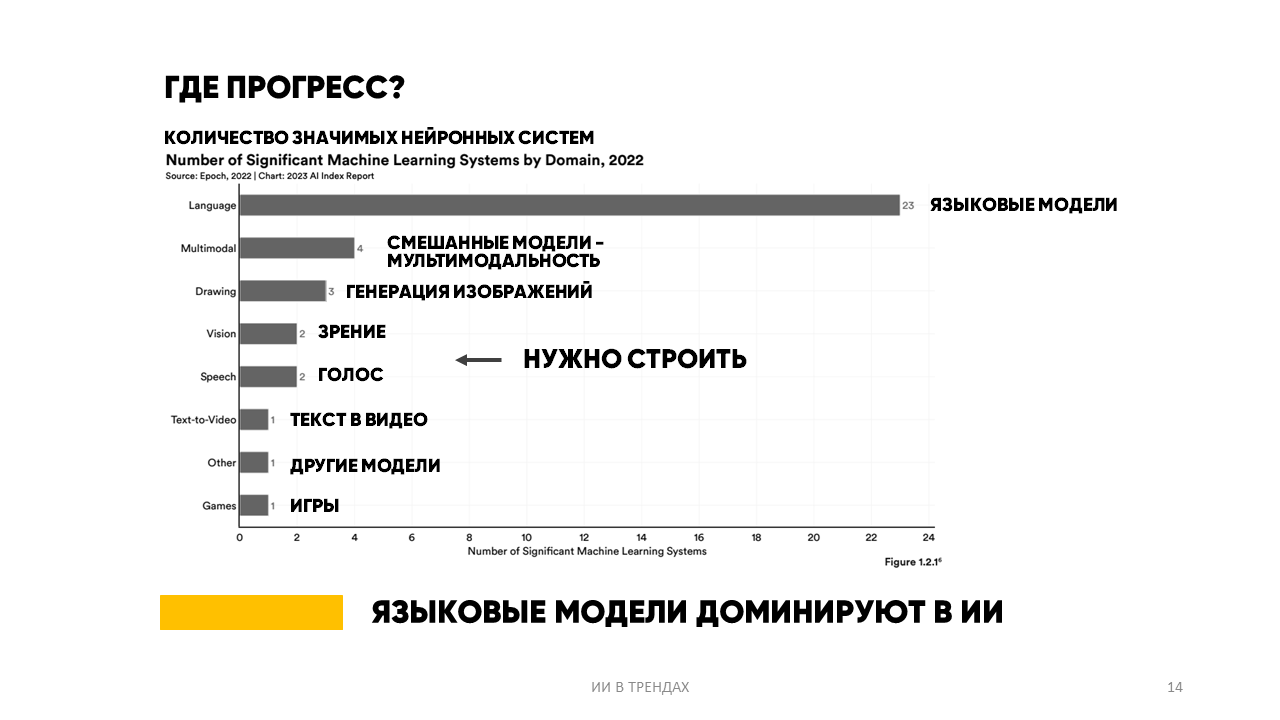 ГДЕ ПРОГРЕСС?
КОЛИЧЕСТВО ЗНАЧИМЫХ НЕЙРОННЫХ СИСТЕМ
Number of Significant Machine Learning Systems by Domain, 2022
Source: Epoch, 2022 | Chart: 2023 AI Index Report
Language 23 ЯЗЫКОВЫЕ МОДЕЛИ
Multimodal 4 СМЕШАННЫЕ МОДЕЛИ –
МУЛЬТИМОДАЛЬНОСТЬ
Drawing 3 ГЕНЕРАЦИЯ ИЗОБРАЖЕНИЙ
Vision 2 ЗРЕНИЕ
НУЖНО СТРОИТЬ
Speech 2 ГОЛОС
Text-to-Video 1 ТЕКСТ В ВИДЕО
Other 1 ДРУГИЕ МОДЕЛИ
Games 1 ИГРЫ
0 2 4 6 8 10 12 14 16 18 20 22 24
Number of Significant Machine Learning Systems
Figure 1.2.1⁶
ЯЗЫКОВЫЕ МОДЕЛИ ДОМИНИРУЮТ В ИИ
ИИ В ТРЕНДАХ 14